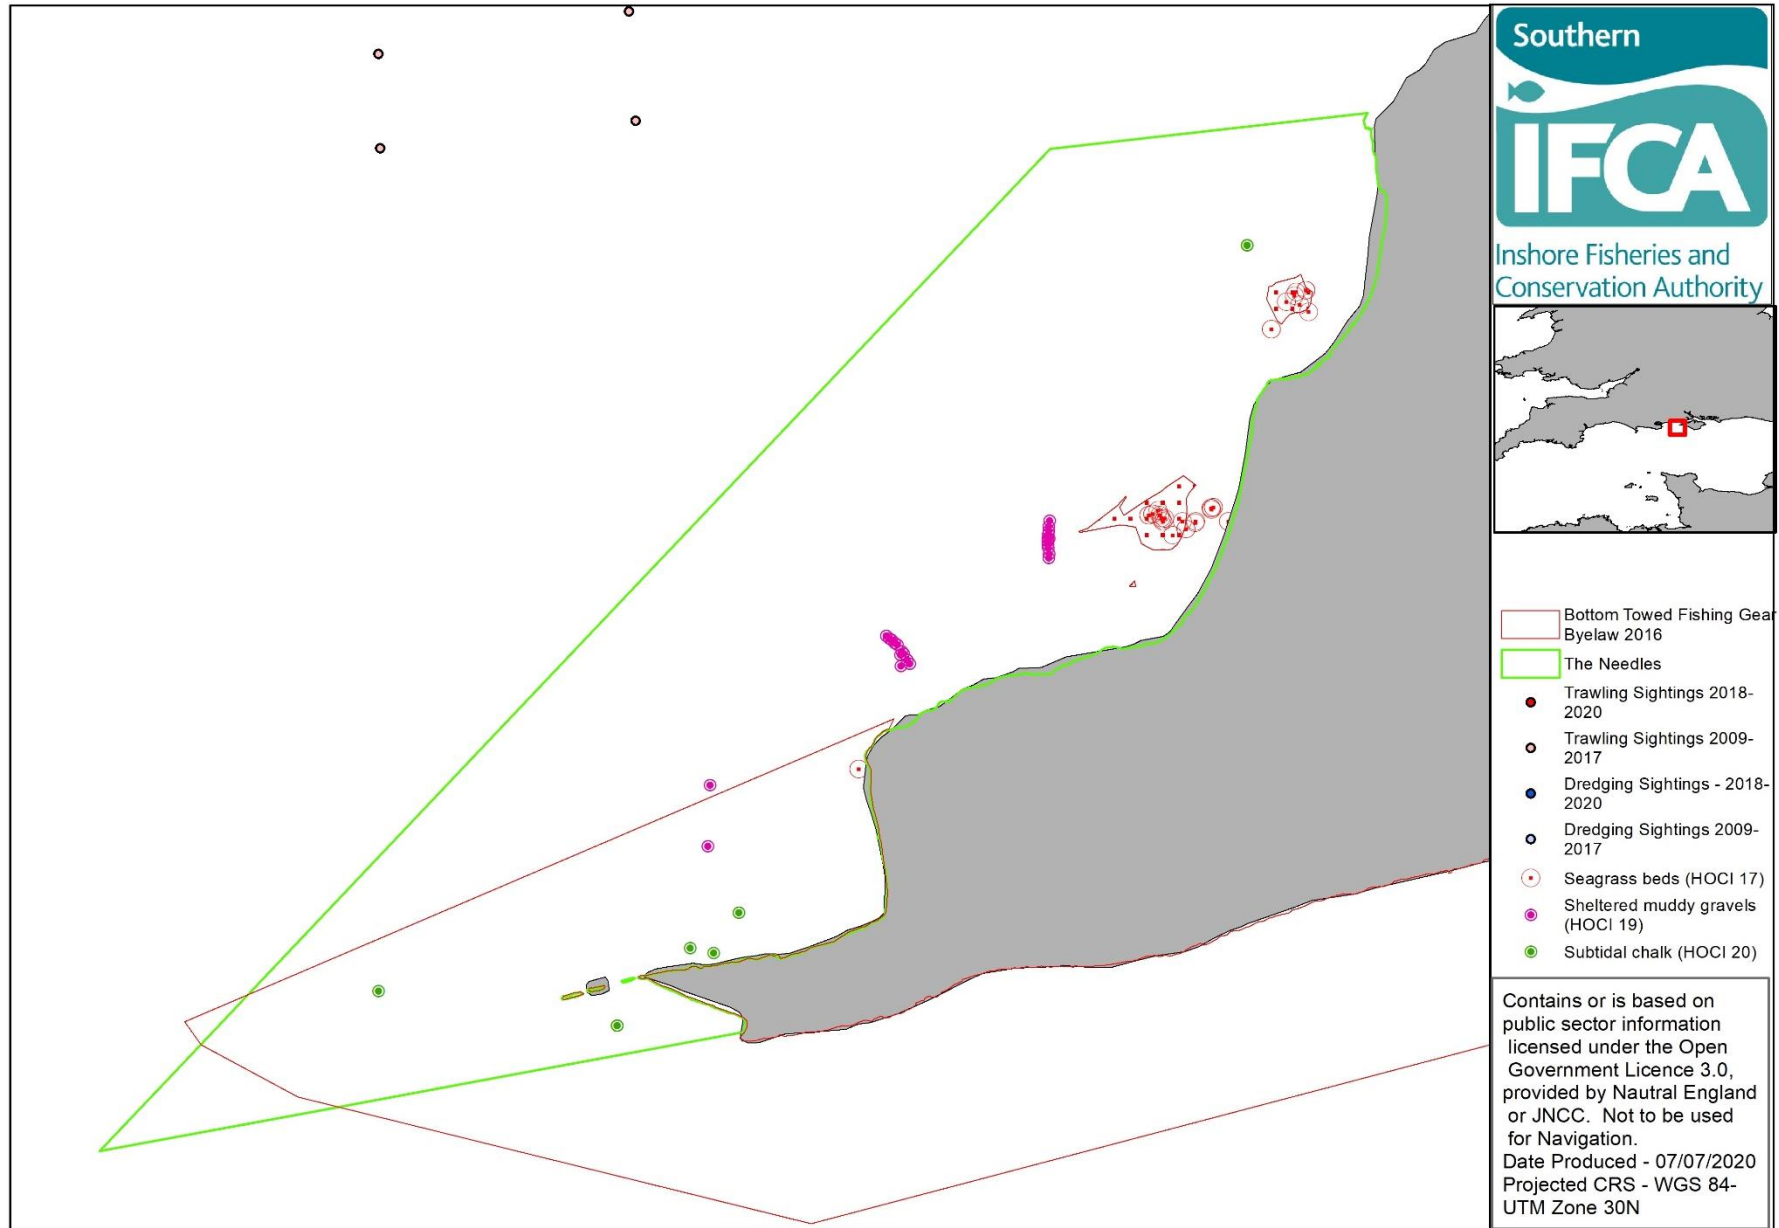 Southern
IFCA
Inshore Fisheries and
Conservation Authority
Bottom Towed Fishing Gear
Byelaw 2016
The Needles
Trawling Sightings 2018-
2020
Trawling Sightings 2009-
2017
Dredging Sightings - 2018-
2020
Dredging Sightings 2009-
2017
Seagrass beds (HOCI 17)
Sheltered muddy gravels
(HOCI 19)
Subtidal chalk (HOCI 20)
Contains or is based on
public sector information
licensed under the Open
Government Licence 3.0,
provided by Nautral England
or JNCC. Not to be used
for Navigation.
Date Produced - 07/07/2020
Projected CRS - WGS 84-
UTM Zone 30N